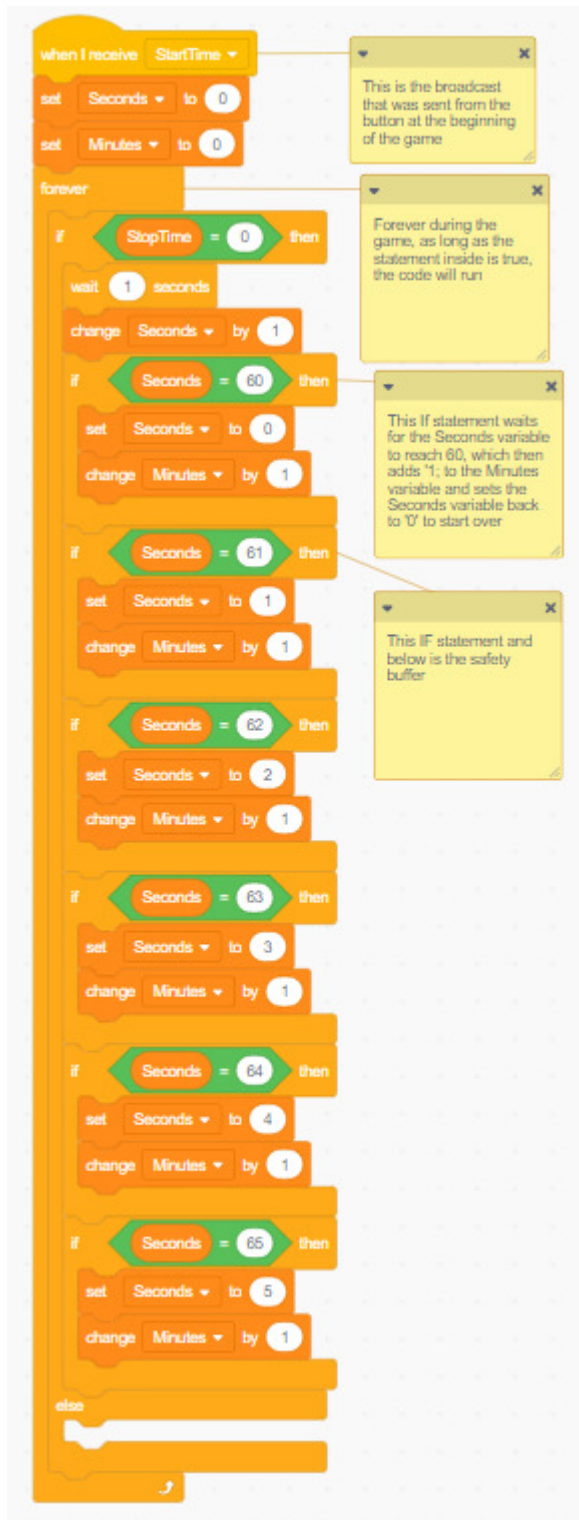 when I receive StartTime
This is the broadcast
that was sent from the
button at the beginning
of the game
set Seconds to 0
set Minutes to 0
forever
Forever during the
game, as long as the
statement inside is true,
the code will run
if StopTime = 0 then
wait 1 seconds
change Seconds by 1
if Seconds = 60 then
This If statement waits
for the Seconds variable
to reach 60, which then
adds "1; to the Minutes
variable and sets the
Seconds variable back
to '0' to start over
set Seconds to 0
change Minutes by 1
if Seconds = 61 then
This IF statement and
below is the safety
buffer
set Seconds to 1
change Minutes by 1
if Seconds = 62 then
set Seconds to 2
change Minutes by 1
if Seconds = 63 then
set Seconds to 3
change Minutes by 1
if Seconds = 64 then
set Seconds to 4
change Minutes by 1
if Seconds = 65 then
set Seconds to 5
change Minutes by 1
else